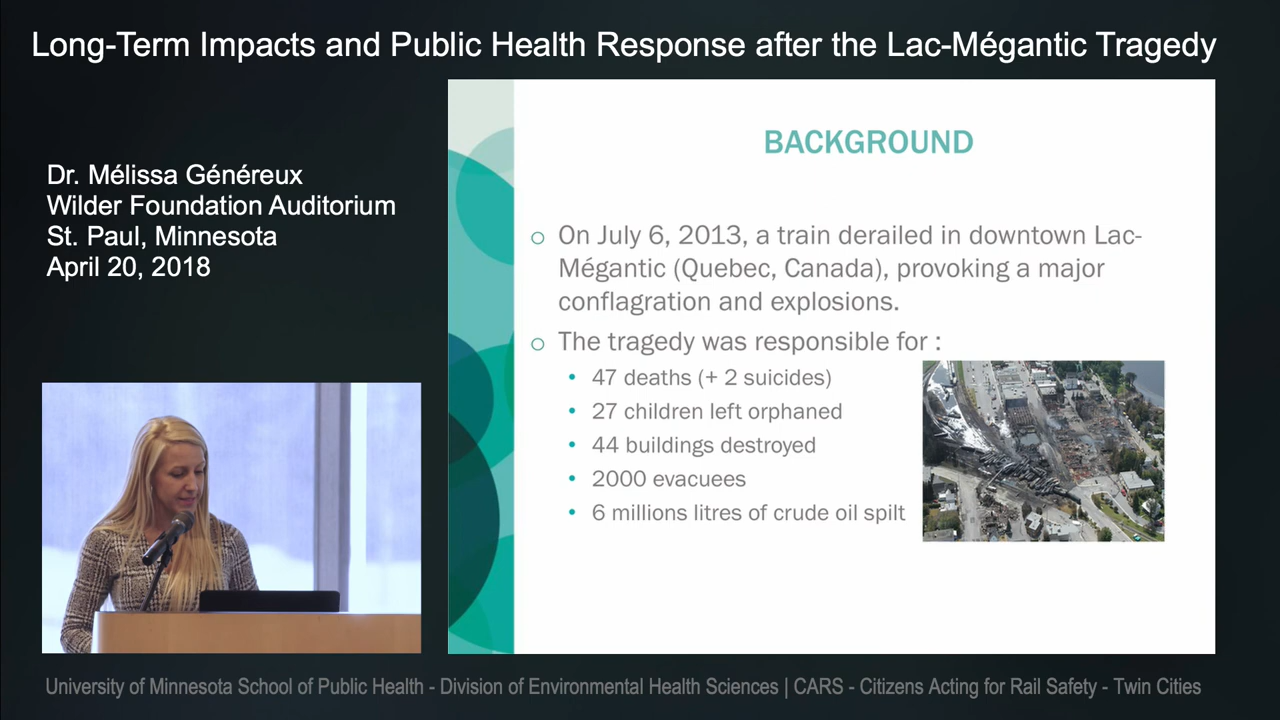 Long-Term Impacts and Public Health Response after the Lac-Mégantic Tragedy
Dr. Mélissa Généreux
Wilder Foundation Auditorium
St. Paul, Minnesota
April 20, 2018
BACKGROUND
On July 6, 2013, a train derailed in downtown Lac-
Mégantic (Quebec, Canada), provoking a major
conflagration and explosions.
The tragedy was responsible for :
47 deaths (+ 2 suicides)
27 children left orphaned
44 buildings destroyed
2000 evacuees
6 millions litres of crude oil spilt
University of Minnesota School of Public Health - Division of Environmental Health Sciences | CARS - Citizens Acting for Rail Safety - Twin Cities